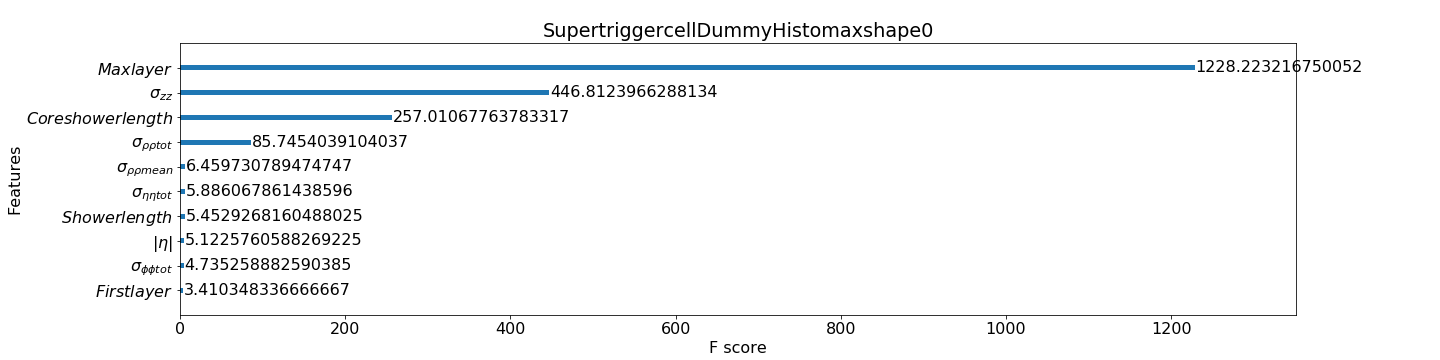 SupertriggercellDummyHistomaxshape0
Maxlayer 1228.223216750052
σzz 446.8123966288134
Coreshowerlength 257.01067763783317
σρρtot 85.7454039104037
σρρmean 6.459730789474747
σηηtot 5.886067861438596
Showerlength 5.4529268160488025
|η| 5.1225760588269225
σϕϕtot 4.735258882590385
Firstlayer 3.410348336666667
Features
0 200 400 600 800 1000 1200
F score